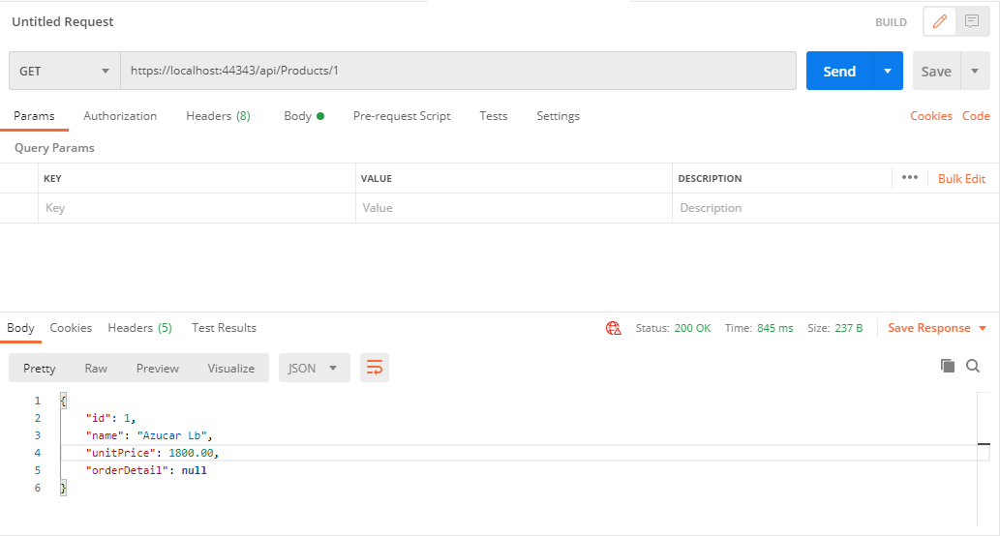 Untitled Request BUILD
GET https://localhost:44343/api/Products/1 Send Save
Params Authorization Headers (8) Body Pre-request Script Tests Settings Cookies Code
Query Params
KEY VALUE DESCRIPTION ••• Bulk Edit
Key Value Description
Body Cookies Headers (5) Test Results Status: 200 OK Time: 845 ms Size: 237 B Save Response
Pretty Raw Preview Visualize JSON
1 {
2 "id": 1,
3 "name": "Azucar Lb",
4 "unitPrice": 1800.00,
5 "orderDetail": null
6 }